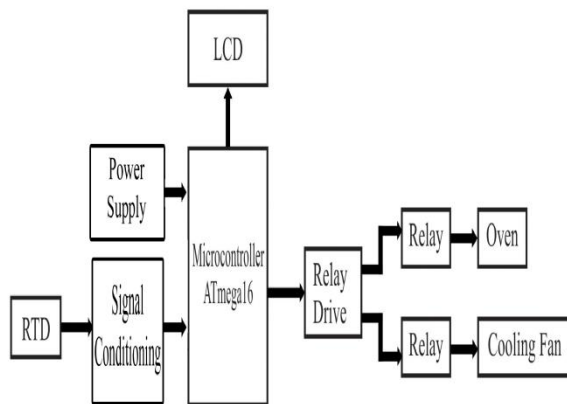 LCD
Power
Supply
Microcontroller
ATmega16
Relay
Oven
Relay
Drive
Signal
Conditioning
RTD
Relay
Cooling Fan